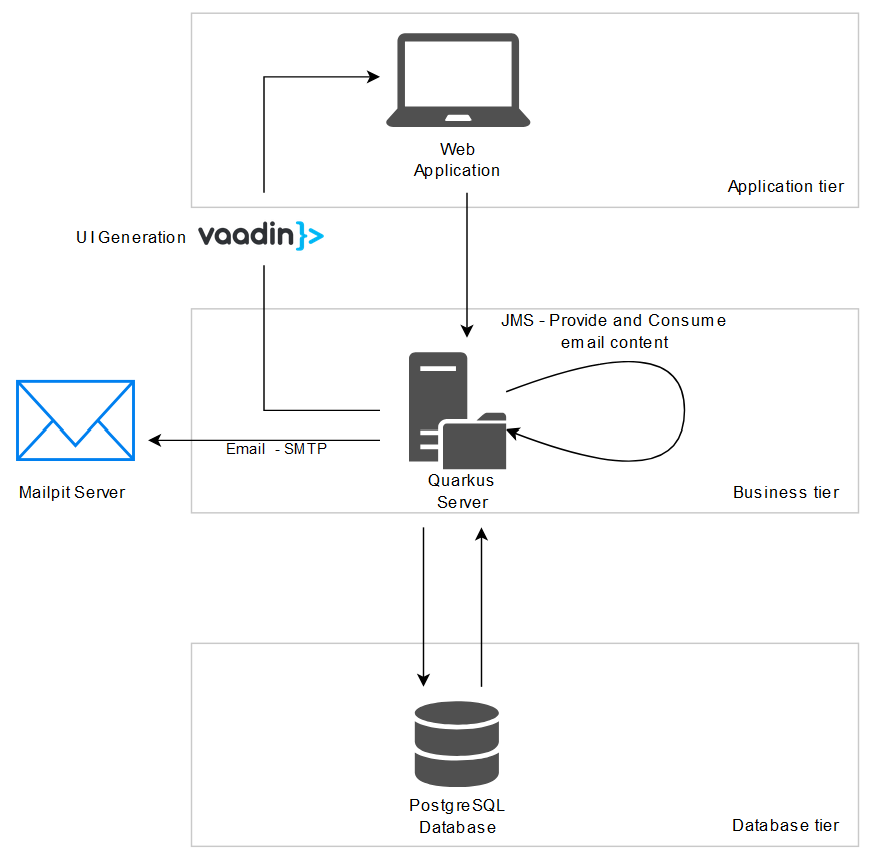 Web
Application
Application tier
UI Generation
vaadin}>
JMS - Provide and Consume
email content
Email - SMTP
Mailpit Server
Quarkus
Server
Business tier
PostgreSQL
Database
Database tier